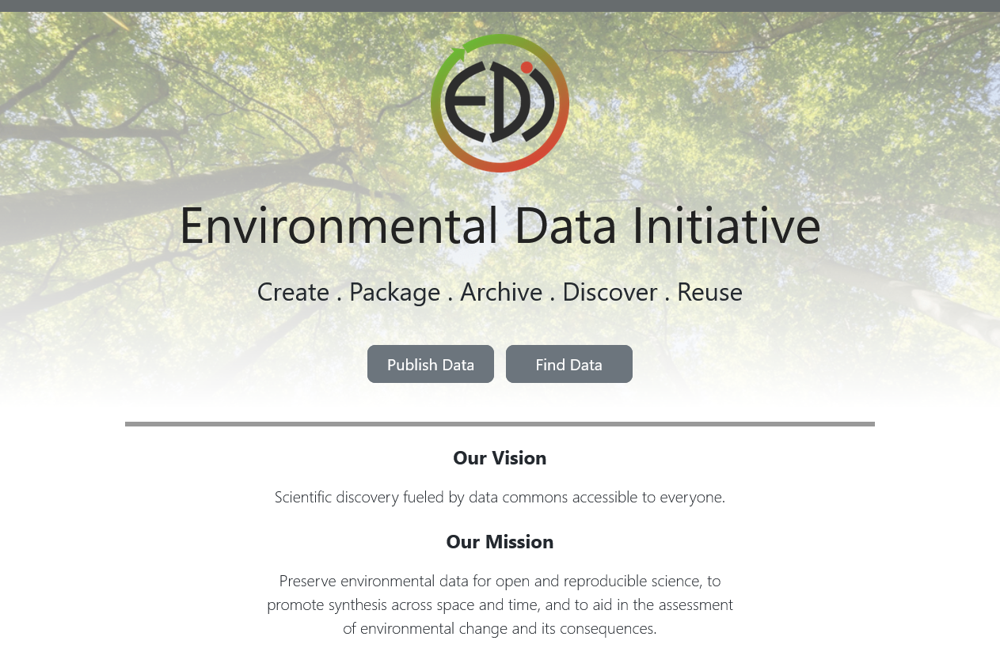 EDI
Environmental Data Initiative
Create . Package . Archive . Discover . Reuse
Publish Data
Find Data
Our Vision
Scientific discovery fueled by data commons accessible to everyone.
Our Mission
Preserve environmental data for open and reproducible science, to
promote synthesis across space and time, and to aid in the assessment
of environmental change and its consequences.